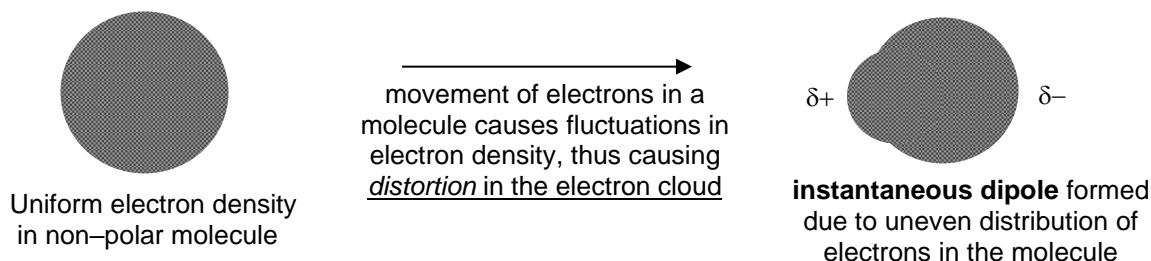 movement of electrons in a
molecule causes fluctuations in
electron density, thus causing
distortion in the electron cloud
δ+
δ−
Uniform electron density
in non–polar molecule
instantaneous dipole formed
due to uneven distribution of
electrons in the molecule